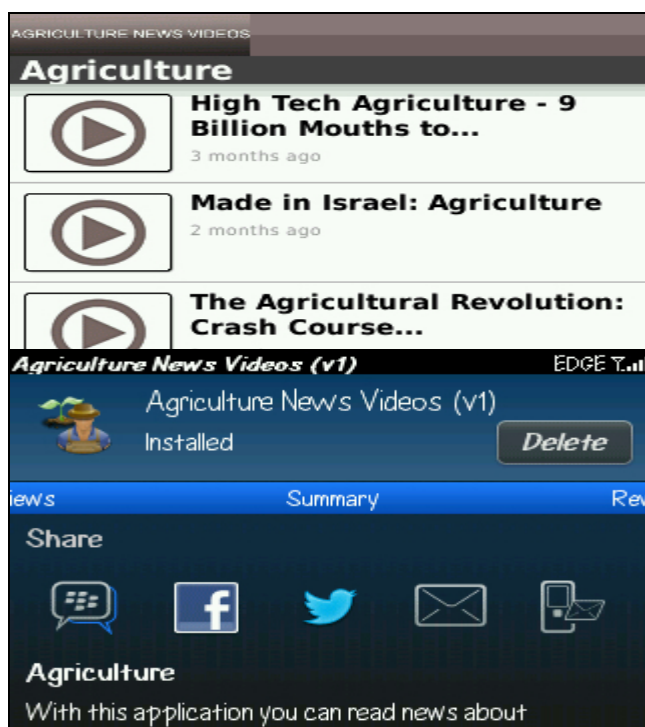 AGRICULTURE NEWS VIDEOS
Agriculture
High Tech Agriculture - 9
Billion Mouths to...
3 months ago
Made in Israel: Agriculture
2 months ago
The Agricultural Revolution:
Crash Course...
Agriculture News Videos (v1) EDGE
Agriculture News Videos (v1)
Installed
Delete
iews Summary Rev
Share
Agriculture
With this application you can read news about